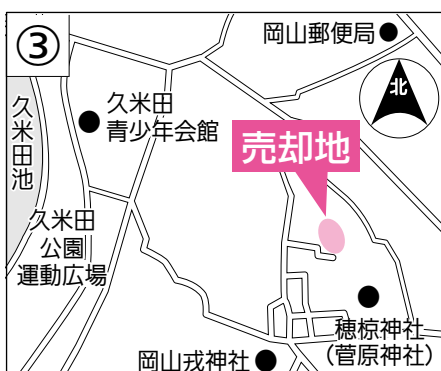 ③
岡山郵便局
北
久米田池
久米田
青少年会館
売却地
久米田
公園
運動広場
穂椋神社
(菅原神社)
岡山戎神社